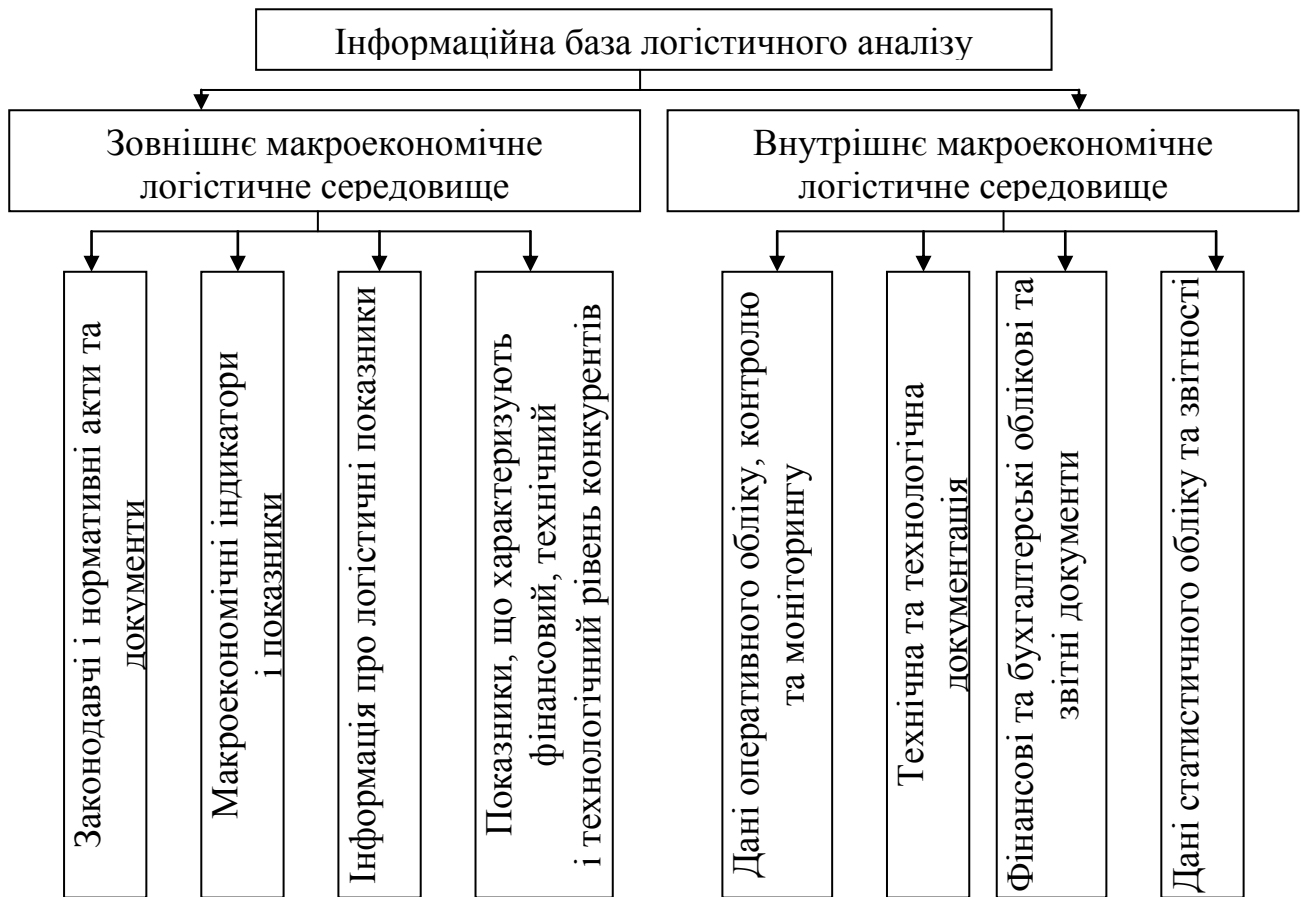 Інформаційна база логістичного аналізу
Зовнішнє макроекономічне
логістичне середовище
Внутрішнє макроекономічне
логістичне середовище
Законодавчі і нормативні акти та
документи
Макроекономічні індикатори
і показники
Інформація про логістичні показники
Показники, що характеризують
фінансовий, технічний
і технологічний рівень конкурентів
Дані оперативного обліку, контролю
та моніторингу
Технічна та технологічна
документація
Фінансові та бухгалтерські облікові та
звітні документи
Дані статистичного обліку та звітності